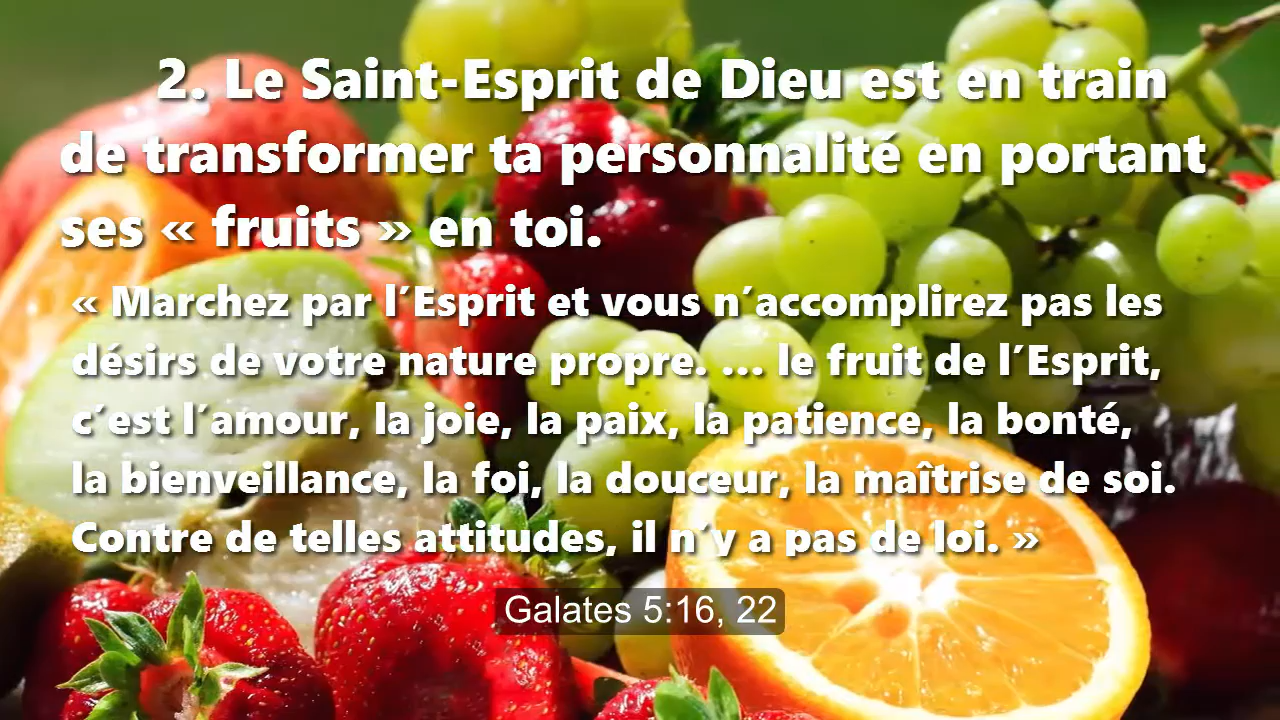 2. Le Saint-Esprit de Dieu est en train
de transformer ta personnalité en portant
ses « fruits » en toi.
« Marchez par l´Esprit et vous n´accomplirez pas les
désirs de votre nature propre. … le fruit de l´Esprit,
c´est l´amour, la joie, la paix, la patience, la bonté,
la bienveillance, la foi, la douceur, la maîtrise de soi.
Contre de telles attitudes, il n´y a pas de loi. »
Galates 5:16, 22